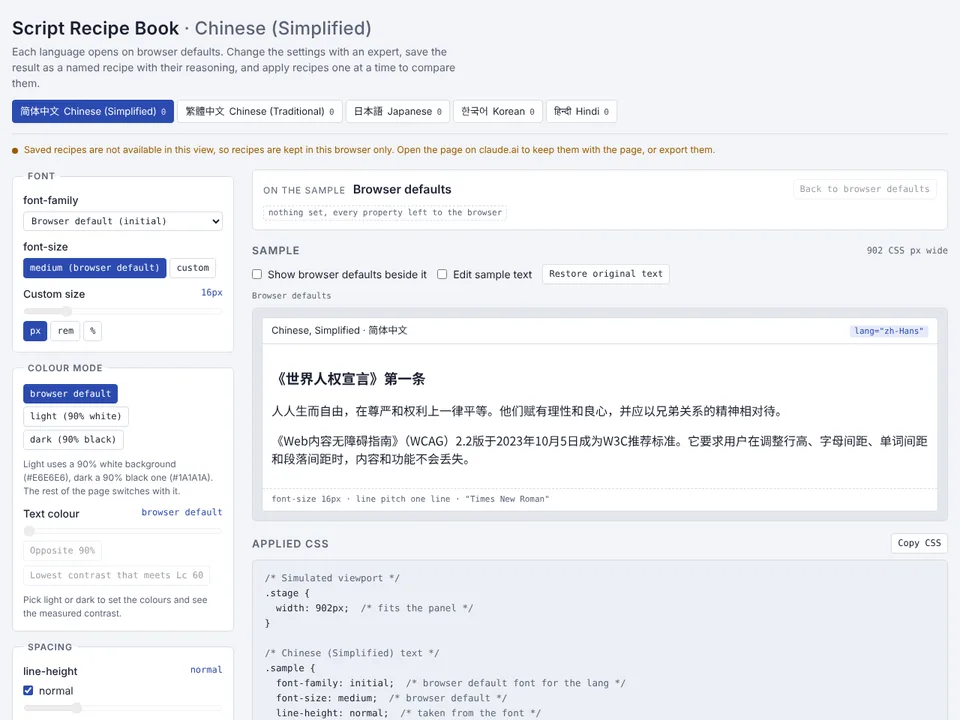 Script Recipe Book · Chinese (Simplified)
Each language opens on browser defaults. Change the settings with an expert, save the
result as a named recipe with their reasoning, and apply recipes one at a time to compare
them.
简体中文 Chinese (Simplified) 0
繁體中文 Chinese (Traditional) 0
日本語 Japanese 0
한국어 Korean 0
हिन्दी Hindi 0
Saved recipes are not available in this view, so recipes are kept in this browser only. Open the page on claude.ai to keep them with the page, or export them.
FONT
font-family
Browser default (initial)
font-size
medium (browser default)
custom
Custom size
16px
px
rem
%
COLOUR MODE
browser default
light (90% white)
dark (90% black)
Light uses a 90% white background
(#E6E6E6), dark a 90% black one (#1A1A1A).
The rest of the page switches with it.
Text colour
browser default
Opposite 90%
Lowest contrast that meets Lc 60
Pick light or dark to set the colours and see
the measured contrast.
SPACING
line-height
normal
normal
ON THE SAMPLE Browser defaults
Back to browser defaults
nothing set, every property left to the browser
SAMPLE
902 CSS px wide
Show browser defaults beside it
Edit sample text
Restore original text
Browser defaults
Chinese, Simplified · 简体中文
lang="zh-Hans"
《世界人权宣言》第一条
人人生而自由，在尊严和权利上一律平等。他们赋有理性和良心，并应以兄弟关系的精神相对待。
《Web内容无障碍指南》（WCAG）2.2版于2023年10月5日成为W3C推荐标准。它要求用户在调整行高、字母间距、单词间距
和段落间距时，内容和功能不会丢失。
font-size 16px · line pitch one line · "Times New Roman"
APPLIED CSS
Copy CSS
/* Simulated viewport */
.stage {
width: 902px; /* fits the panel */
}
/* Chinese (Simplified) text */
.sample {
font-family: initial; /* browser default font for the lang */
font-size: medium; /* browser default */
line-height: normal; /* taken from the font */